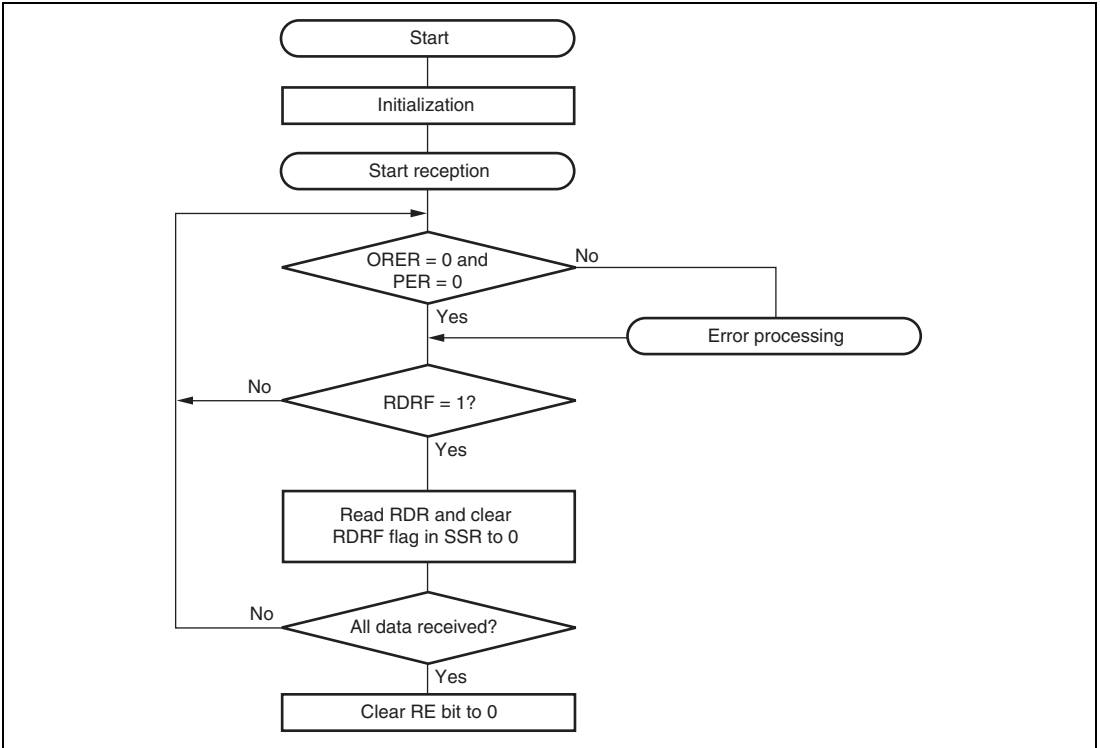 Start
Initialization
Start reception
ORER = 0 and
PER = 0
No
Yes
Error processing
No
RDRF = 1?
Yes
Read RDR and clear
RDRF flag in SSR to 0
No
All data received?
Yes
Clear RE bit to 0